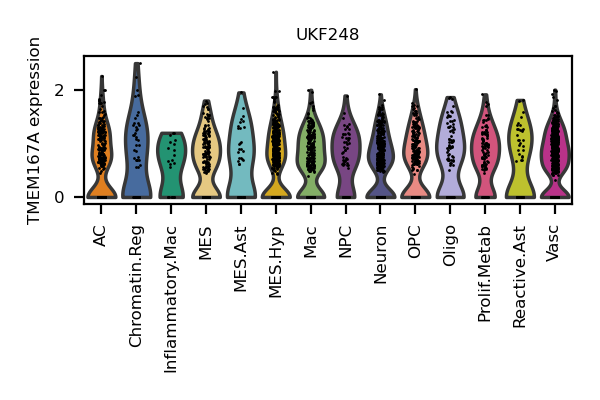 UKF248
TMEM167A expression
2
0
AC
Chromatin.Reg
Inflammatory.Mac
MES
MES.Ast
MES.Hyp
Mac
NPC
Neuron
OPC
Oligo
Prolif.Metab
Reactive.Ast
Vasc